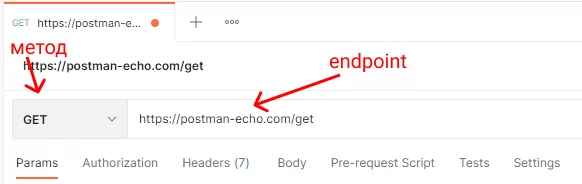 GET https://postman-e...
метод
https://postman-echo.com/get
endpoint
GET https://postman-echo.com/get
Params Authorization Headers (7) Body Pre-request Script Tests Settings